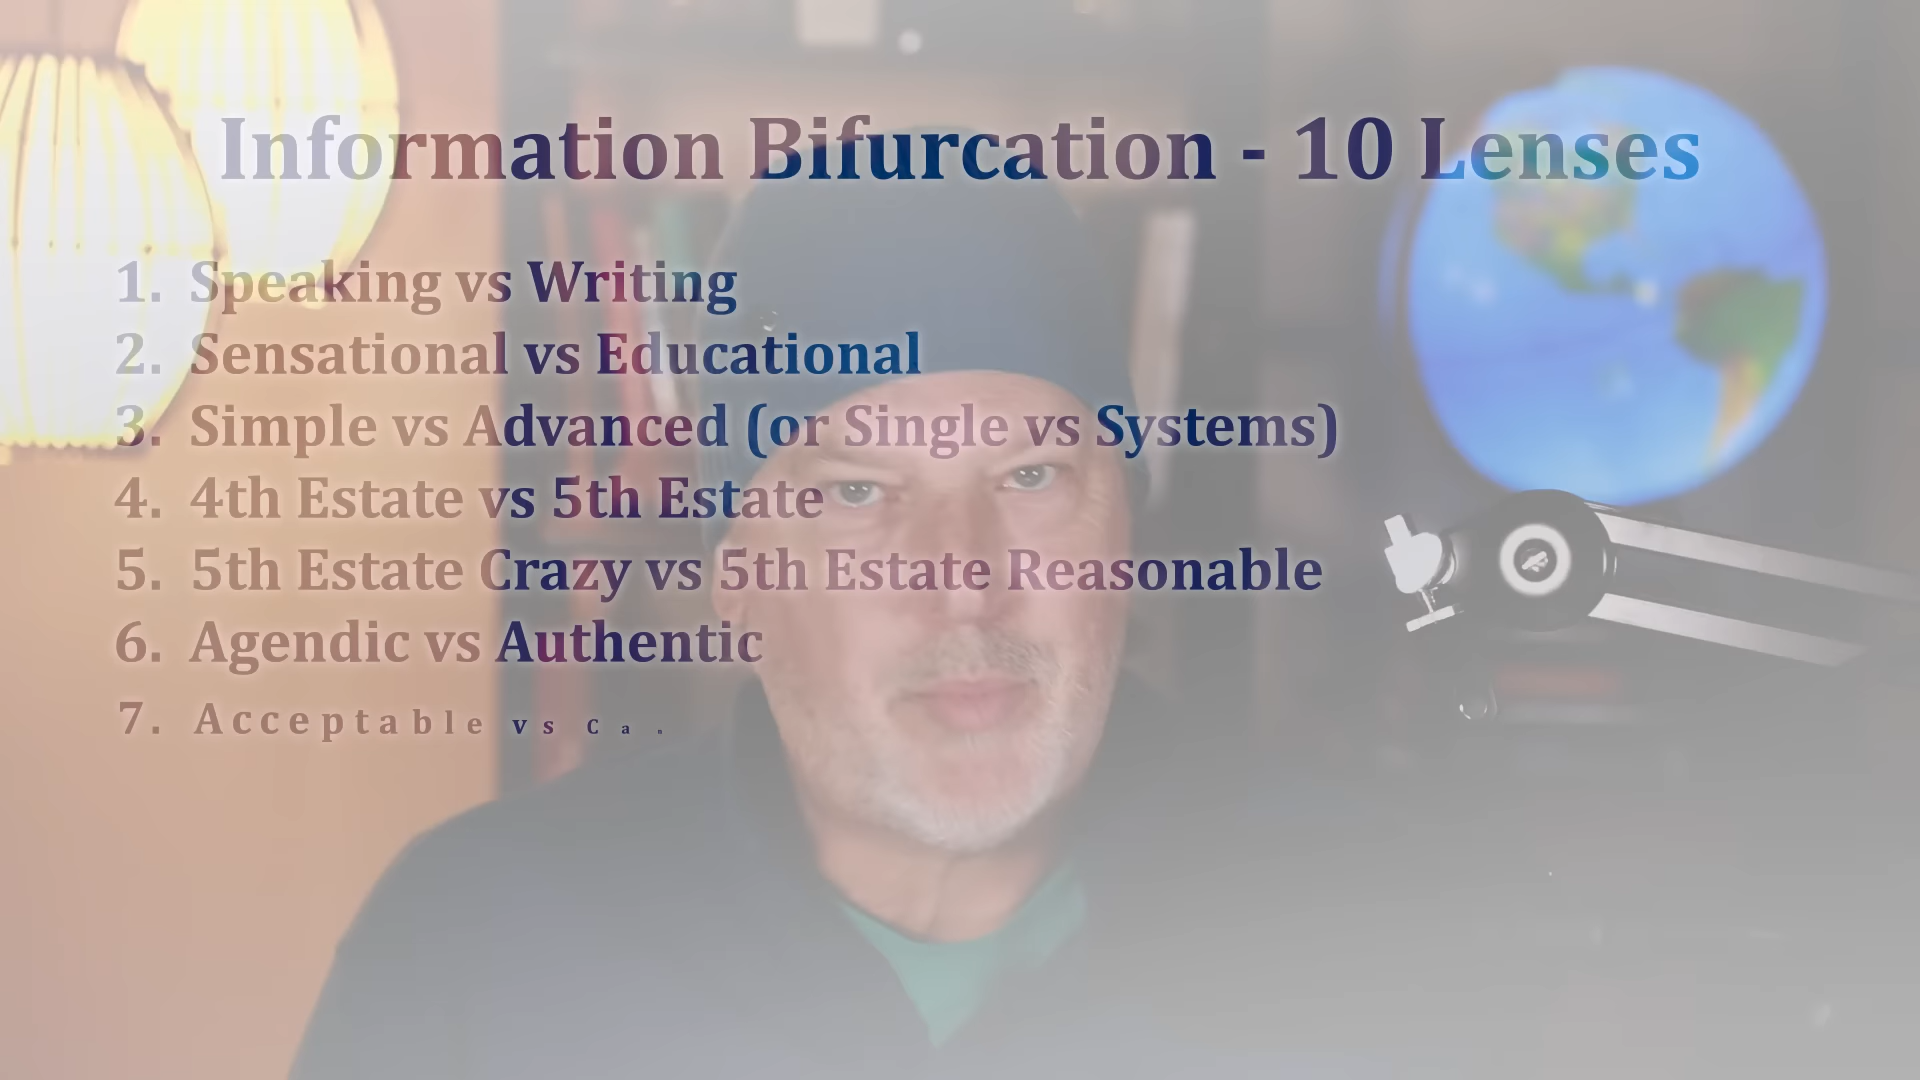 Information Bifurcation - 10 Lenses
1. Speaking vs Writing
2. Sensational vs Educational
3. Simple vs Advanced (or Single vs Systems)
4. 4th Estate vs 5th Estate
5. 5th Estate Crazy vs 5th Estate Reasonable
6. Agendic vs Authentic
7. Acceptable vs Ca